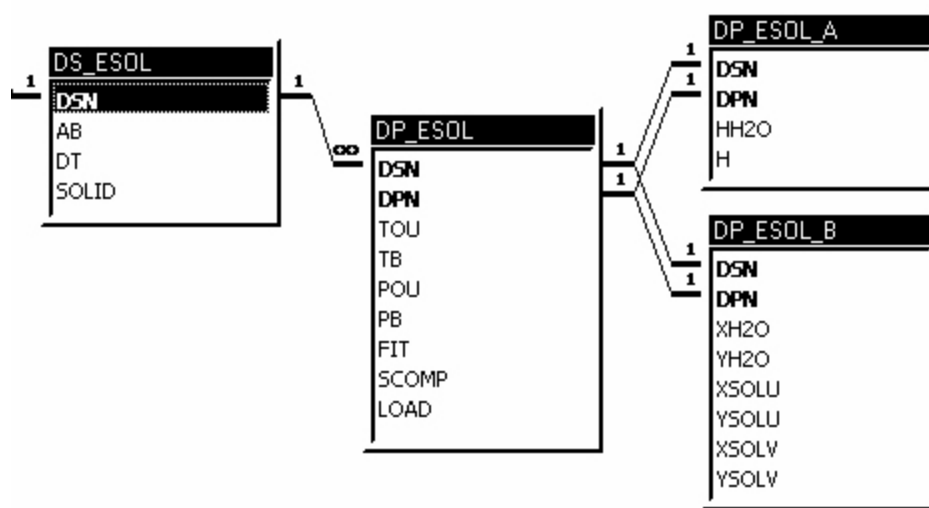 1
DS_ESOL
DSN
AB
DT
SOLID
1
∞
DP_ESOL
DSN
DPN
TOU
TB
POU
PB
FIT
SCOMP
LOAD
1
1
1
1
DP_ESOL_A
DSN
DPN
HH2O
H
1
1
DP_ESOL_B
DSN
DPN
XH2O
YH2O
XSOLU
YSOLU
XSOLV
YSOLV